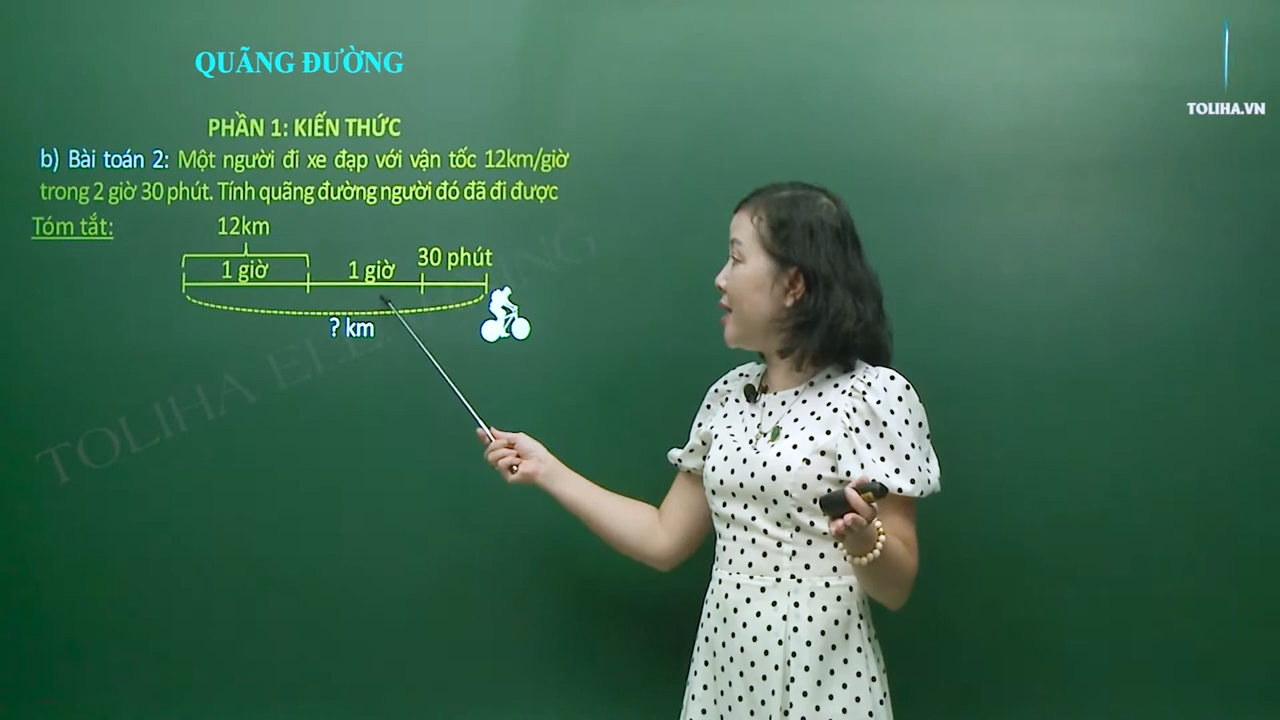 QUÃNG ĐƯỜNG
TOLIHA.VN
PHẦN 1: KIẾN THỨC
b) Bài toán 2: Một người đi xe đạp với vận tốc 12km/giờ
trong 2 giờ 30 phút. Tính quãng đường người đó đã đi được
Tóm tắt:
12km
1 giờ
1 giờ
30 phút
? km